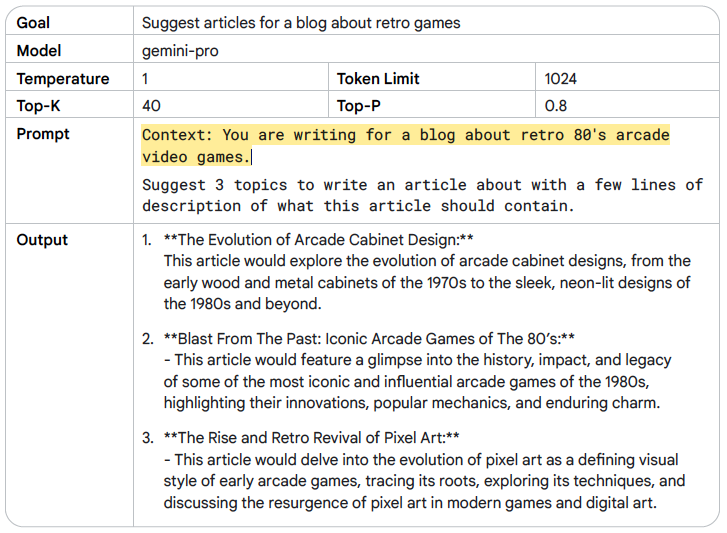 Goal Suggest articles for a blog about retro games
Model gemini-pro
Temperature 1 Token Limit 1024
Top-K 40 Top-P 0.8
Prompt Context: You are writing for a blog about retro 80's arcade
video games.
Suggest 3 topics to write an article about with a few lines of
description of what this article should contain.
Output 1. **The Evolution of Arcade Cabinet Design:**
This article would explore the evolution of arcade cabinet designs, from the
early wood and metal cabinets of the 1970s to the sleek, neon-lit designs of
the 1980s and beyond.
2. **Blast From The Past: Iconic Arcade Games of The 80’s:**
- This article would feature a glimpse into the history, impact, and legacy
of some of the most iconic and influential arcade games of the 1980s,
highlighting their innovations, popular mechanics, and enduring charm.
3. **The Rise and Retro Revival of Pixel Art:**
- This article would delve into the evolution of pixel art as a defining visual
style of early arcade games, tracing its roots, exploring its techniques, and
discussing the resurgence of pixel art in modern games and digital art.